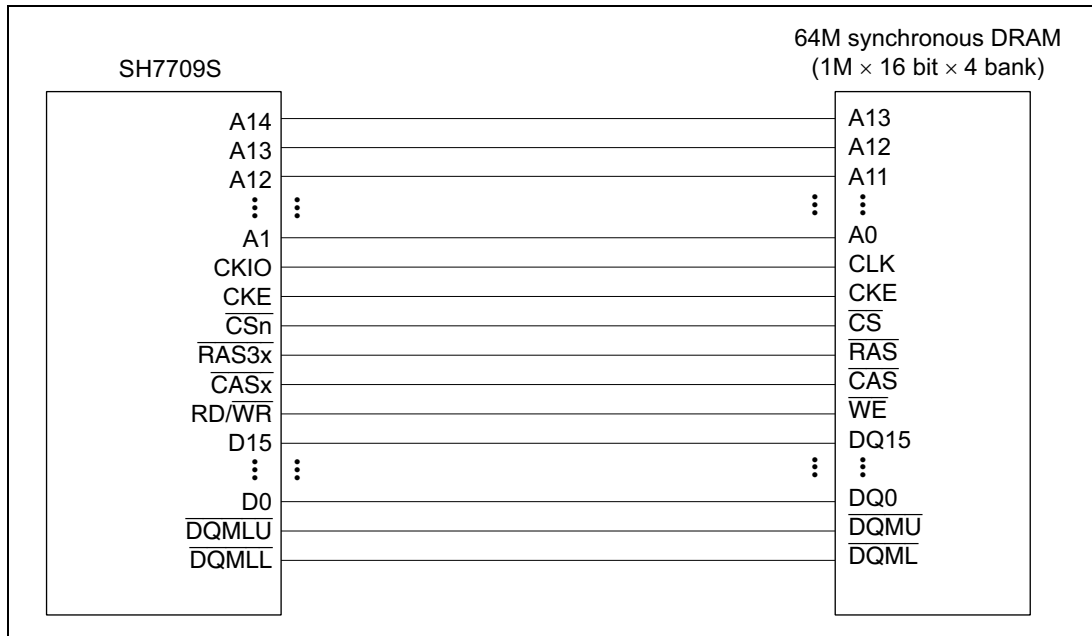 64M synchronous DRAM
(1M × 16 bit × 4 bank)
SH7709S
A14 A13
A13 A12
A12 A11
A1 A0
CKIO CLK
CKE CKE
CSn CS
RAS3x RAS
CASx CAS
RD/WR WE
D15 DQ15
D0 DQ0
DQMLU DQMU
DQMLL DQML